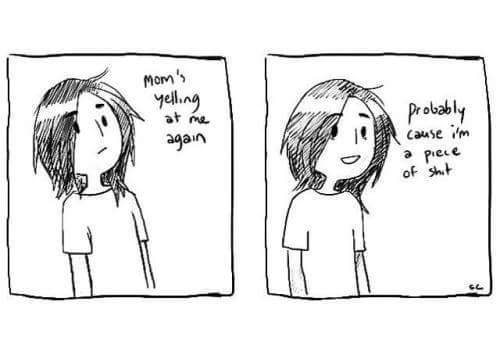 Mom's
yelling
at me
again
Probably
cause i'm
a piece
of shit
SC